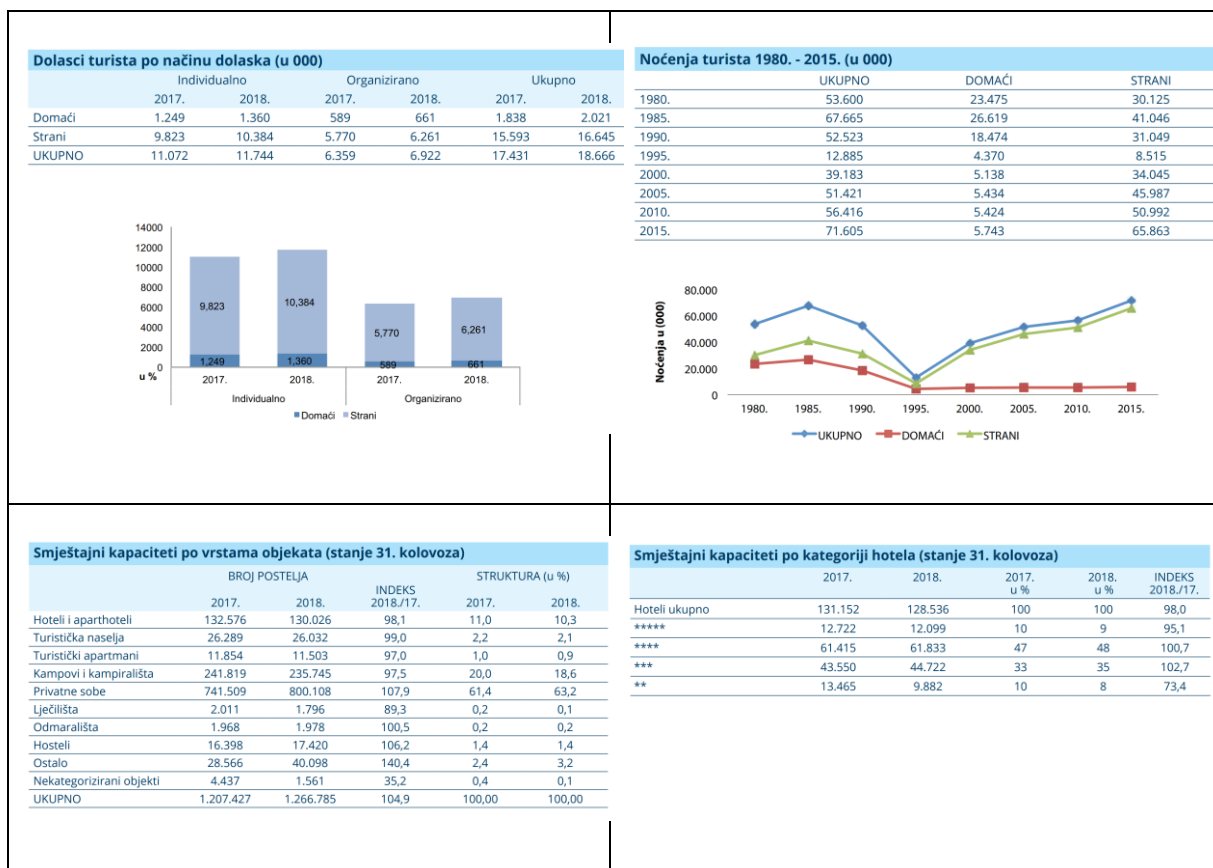 Dolasci turista po načinu dolaska (u 000)
Individualno Organizirano Ukupno
2017. 2018. 2017. 2018. 2017. 2018.
Domaći 1.249 1.360 589 661 1.838 2.021
Strani 9.823 10.384 5.770 6.261 15.593 16.645
UKUPNO 11.072 11.744 6.359 6.922 17.431 18.666
14000
12000
10000
8000
6000
4000
2000
0
u %
9,823
10,384
5,770
6,261
1,249
1,360
589
661
2017. 2018. 2017. 2018.
Individualno Organizirano
Domaći Strani
Noćenja turista 1980. - 2015. (u 000)
UKUPNO DOMAĆI STRANI
1980. 53.600 23.475 30.125
1985. 67.665 26.619 41.046
1990. 52.523 18.474 31.049
1995. 12.885 4.370 8.515
2000. 39.183 5.138 34.045
2005. 51.421 5.434 45.987
2010. 56.416 5.424 50.992
2015. 71.605 5.743 65.863
Noćenja u (000)
80.000
60.000
40.000
20.000
0
1980. 1985. 1990. 1995. 2000. 2005. 2010. 2015.
UKUPNO DOMAĆI STRANI
Smještajni kapaciteti po vrstama objekata (stanje 31. kolovoza)
BROJ POSTELJA INDEKS STRUKTURA (u %)
2017. 2018. 2018./17. 2017. 2018.
Hoteli i aparthoteli 132.576 130.026 98,1 11,0 10,3
Turistička naselja 26.289 26.032 99,0 2,2 2,1
Turistički apartmani 11.854 11.503 97,0 1,0 0,9
Kampovi i kampirališta 241.819 235.745 97,5 20,0 18,6
Privatne sobe 741.509 800.108 107,9 61,4 63,2
Lječilišta 2.011 1.796 89,3 0,2 0,1
Odmarališta 1.968 1.978 100,5 0,2 0,2
Hosteli 16.398 17.420 106,2 1,4 1,4
Ostalo 28.566 40.098 140,4 2,4 3,2
Nekategorizirani objekti 4.437 1.561 35,2 0,4 0,1
UKUPNO 1.207.427 1.266.785 104,9 100,00 100,00
Smještajni kapaciteti po kategoriji hotela (stanje 31. kolovoza)
2017. 2018. 2017. 2018. INDEKS
u % u % 2018./17.
Hoteli ukupno 131.152 128.536 100 100 98,0
***** 12.722 12.099 10 9 95,1
**** 61.415 61.833 47 48 100,7
*** 43.550 44.722 33 35 102,7
** 13.465 9.882 10 8 73,4